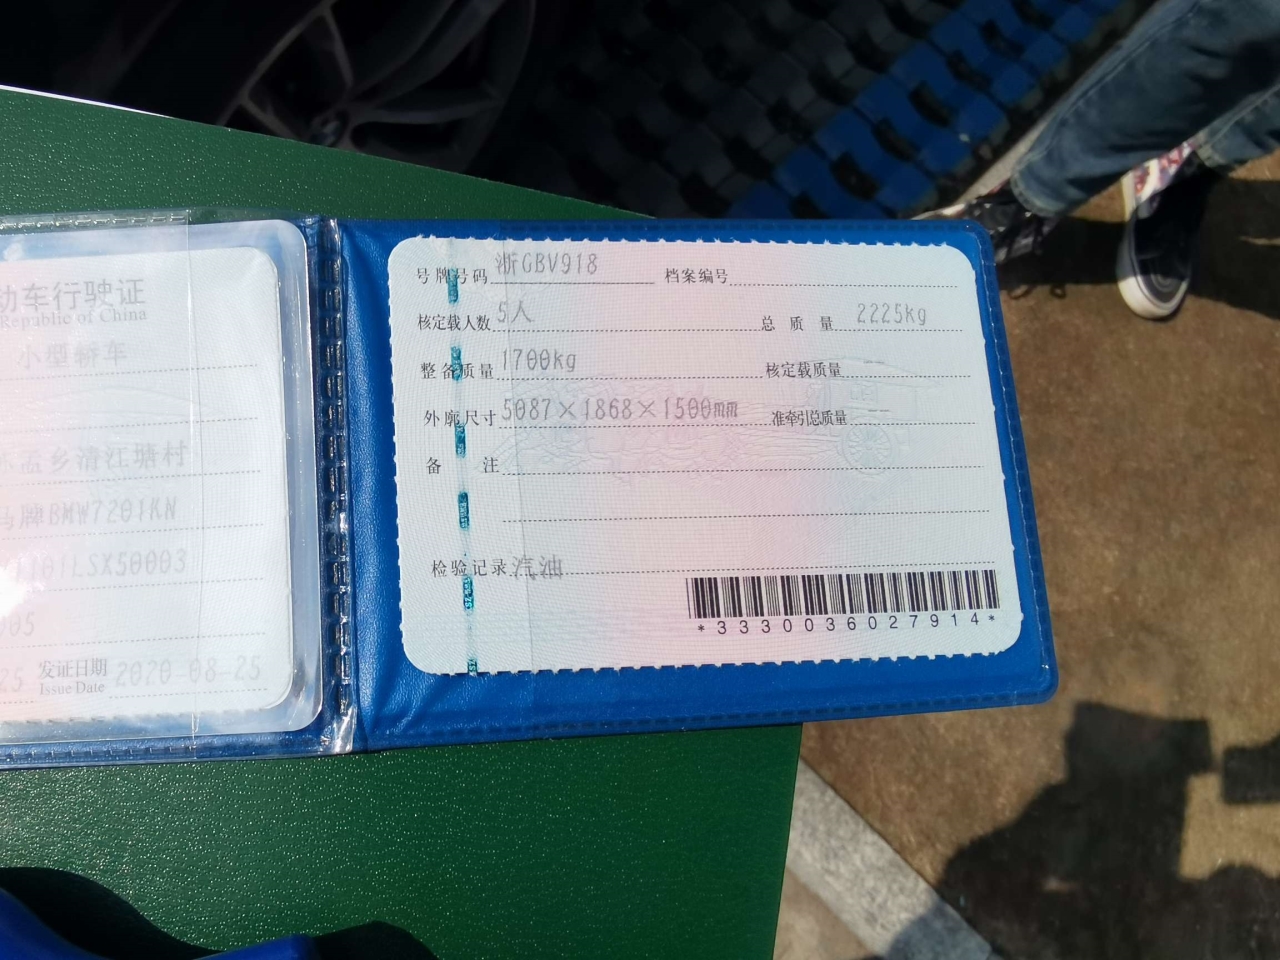 动车行驶证
Republic of China
小型轿车
孟乡清江塘村
马牌BMW7201KN
1101LSX50003
005
25 发证日期 2020-08-25
Issue Date
号牌号码 浙GBV918 档案编号
核定载人数 5人 总质量 2225kg
整备质量 1700kg 核定载质量 --
外廓尺寸 5087×1868×1500mm 准牵引总质量 --
备注
检验记录 汽油
*3330036027914*